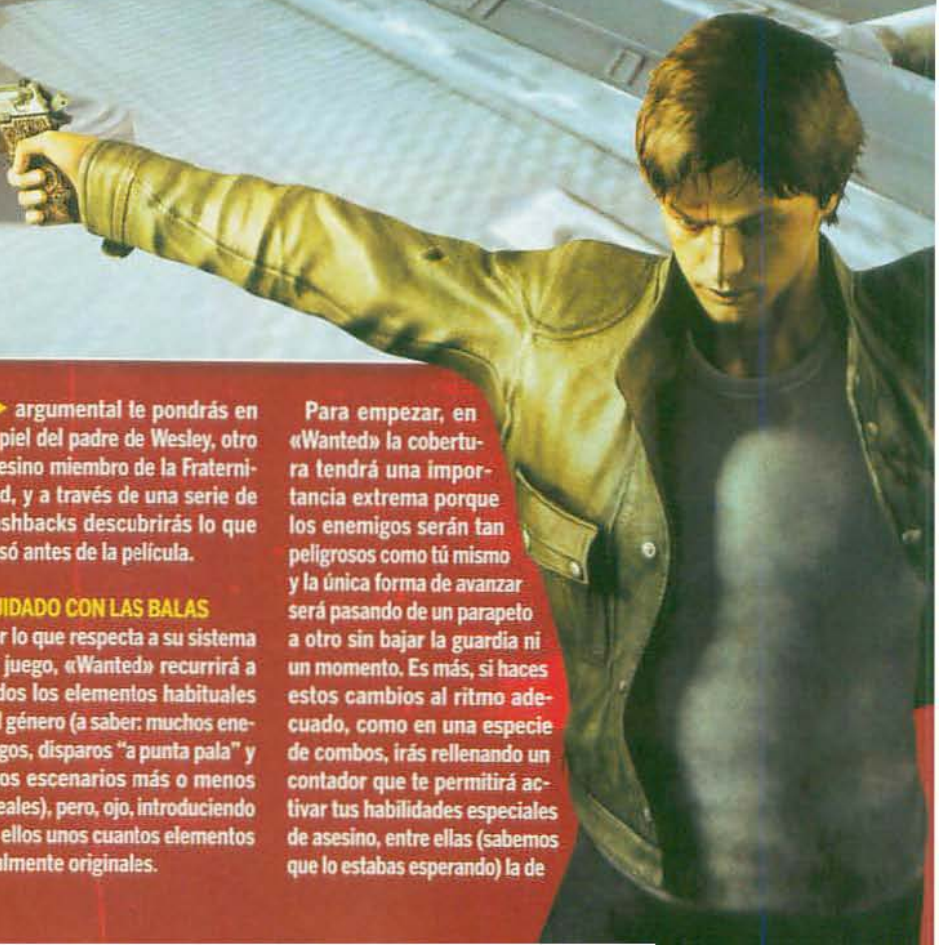 argumental te pondrás en
piel del padre de Wesley, otro
esino miembro de la Fraterni-
d, y a través de una serie de
shbacks descubrirás lo que
só antes de la película.
IDADO CON LAS BALAS
r lo que respecta a su sistema
juego, «Wanted» recurrirá a
dos los elementos habituales
l género (a saber: muchos ene-
gos, disparos "a punta pala" y
os escenarios más o menos
eales), pero, ojo, introduciendo
ellos unos cuantos elementos
almente originales.
Para empezar, en
«Wanted» la cobertu-
ra tendrá una impor-
tancia extrema porque
los enemigos serán tan
peligrosos como tú mismo
y la única forma de avanzar
será pasando de un parapeto
a otro sin bajar la guardia ni
un momento. Es más, si haces
estos cambios al ritmo ade-
cuado, como en una especie
de combos, irás rellenando un
contador que te permitirá ac-
tivar tus habilidades especiales
de asesino, entre ellas (sabemos
que lo estabas esperando) la de